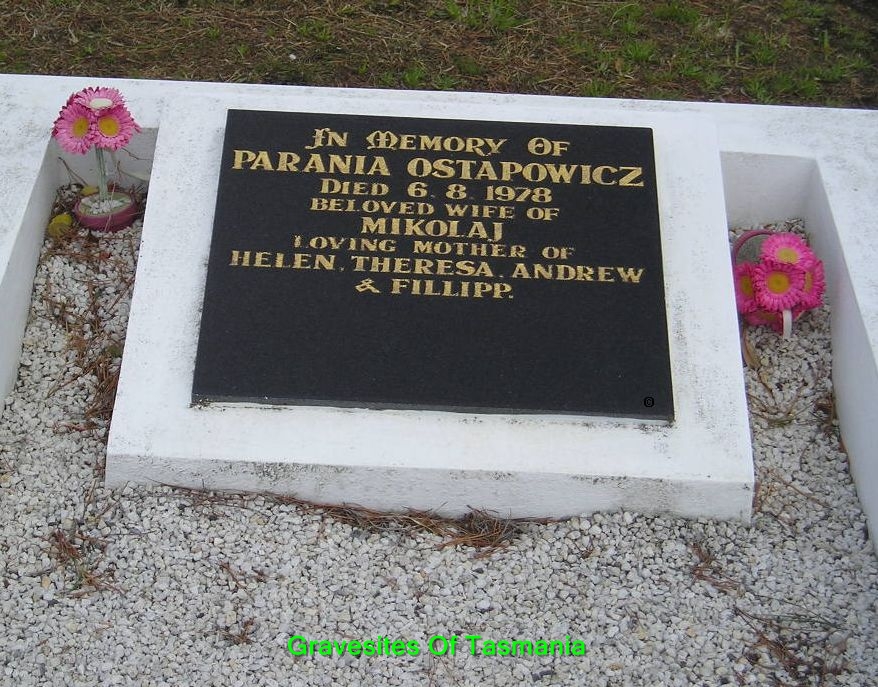 In Memory Of
PARANIA OSTAPOWICZ
DIED 6. 8. 1978
BELOVED WIFE OF
MIKOLAJ
LOVING MOTHER OF
HELEN, THERESA, ANDREW
& FILLIPP.
Gravesites Of Tasmania